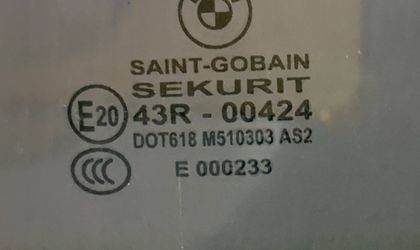 SAINT-GOBAIN
SEKURIT
E20 43R - 00424
DOT618 M510303 AS2
CCC E 000233